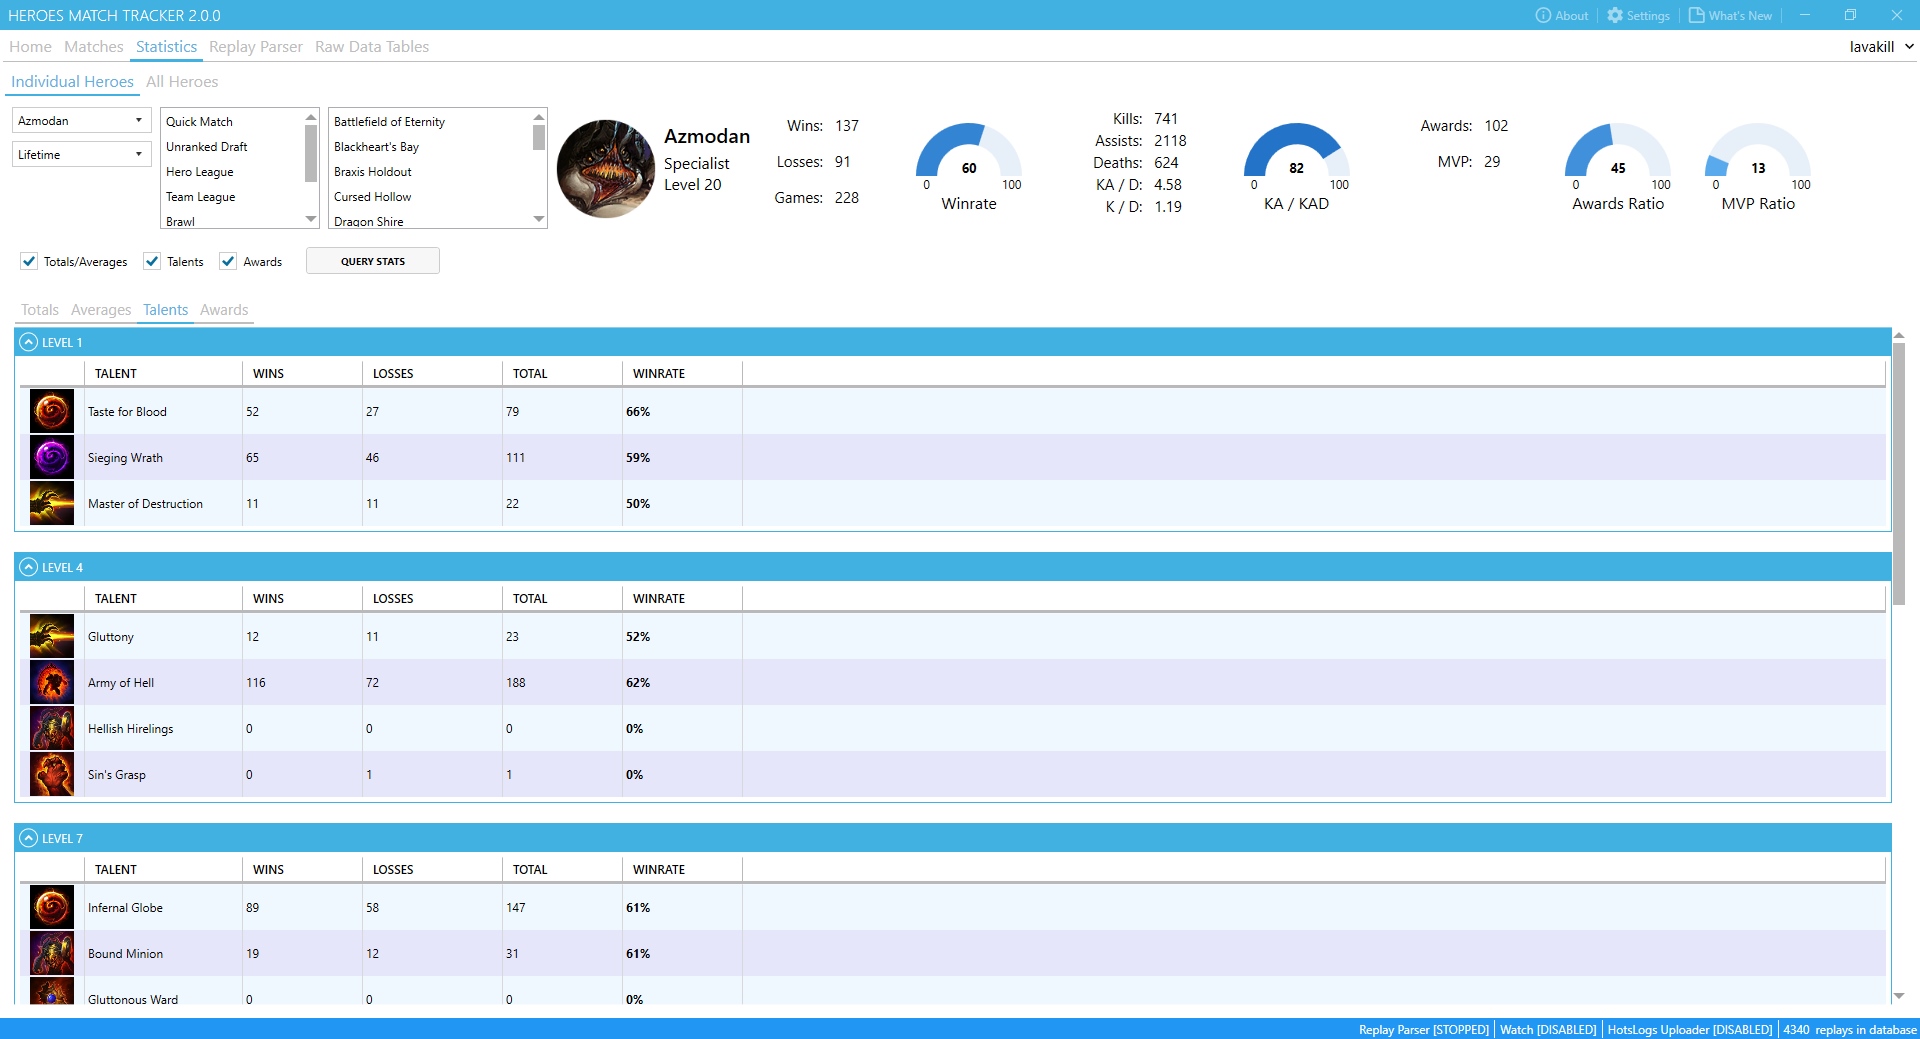 HEROES MATCH TRACKER 2.0.0 About Settings What's New
Home Matches Statistics Replay Parser Raw Data Tables lavakill
Individual Heroes All Heroes
Azmodan
Lifetime
Quick Match
Unranked Draft
Hero League
Team League
Brawl
Battlefield of Eternity
Blackheart's Bay
Braxis Holdout
Cursed Hollow
Dragon Shire
Azmodan
Specialist
Level 20
Wins: 137
Losses: 91
Games: 228
60
0 100
Winrate
Kills: 741
Assists: 2118
Deaths: 624
KA / D: 4.58
K / D: 1.19
82
0 100
KA / KAD
Awards: 102
MVP: 29
45
0 100
Awards Ratio
13
0 100
MVP Ratio
Totals/Averages Talents Awards QUERY STATS
Totals Averages Talents Awards
LEVEL 1
TALENT WINS LOSSES TOTAL WINRATE
Taste for Blood 52 27 79 66%
Sieging Wrath 65 46 111 59%
Master of Destruction 11 11 22 50%
LEVEL 4
TALENT WINS LOSSES TOTAL WINRATE
Gluttony 12 11 23 52%
Army of Hell 116 72 188 62%
Hellish Hirelings 0 0 0 0%
Sin's Grasp 0 1 1 0%
LEVEL 7
TALENT WINS LOSSES TOTAL WINRATE
Infernal Globe 89 58 147 61%
Bound Minion 19 12 31 61%
Gluttonous Ward 0 0 0 0%
Replay Parser [STOPPED] Watch [DISABLED] HotsLogs Uploader [DISABLED] 4340 replays in database